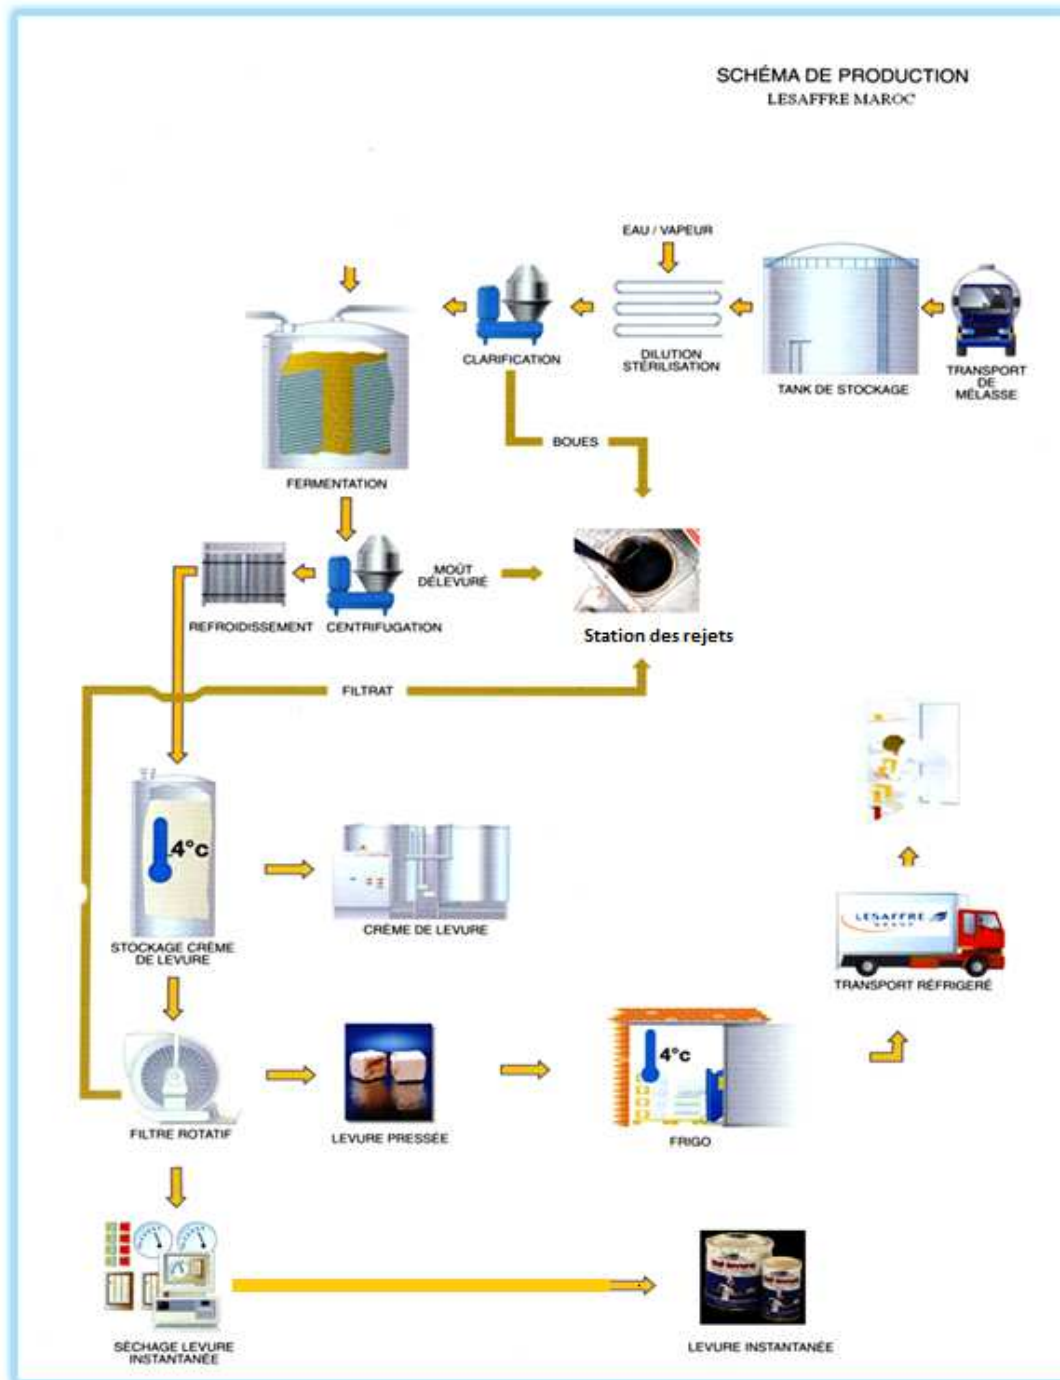 SCHÉMA DE PRODUCTION
LESAFFRE MAROC
EAU / VAPEUR
CLARIFICATION
DILUTION
STÉRILISATION
TANK DE STOCKAGE
TRANSPORT
DE
MÉLASSE
BOUES
FERMENTATION
MOÛT
DÉLEVURÉ
REFROIDISSEMENT
CENTRIFUGATION
Station des rejets
FILTRAT
4°c
STOCKAGE CRÈME
DE LEVURE
CRÈME DE LEVURE
LESAFFRE
GROUP
TRANSPORT RÉFRIGERÉ
4°c
FILTRE ROTATIF
LEVURE PRESSÉE
FRIGO
SÉCHAGE LEVURE
INSTANTANÉE
LEVURE INSTANTANÉE